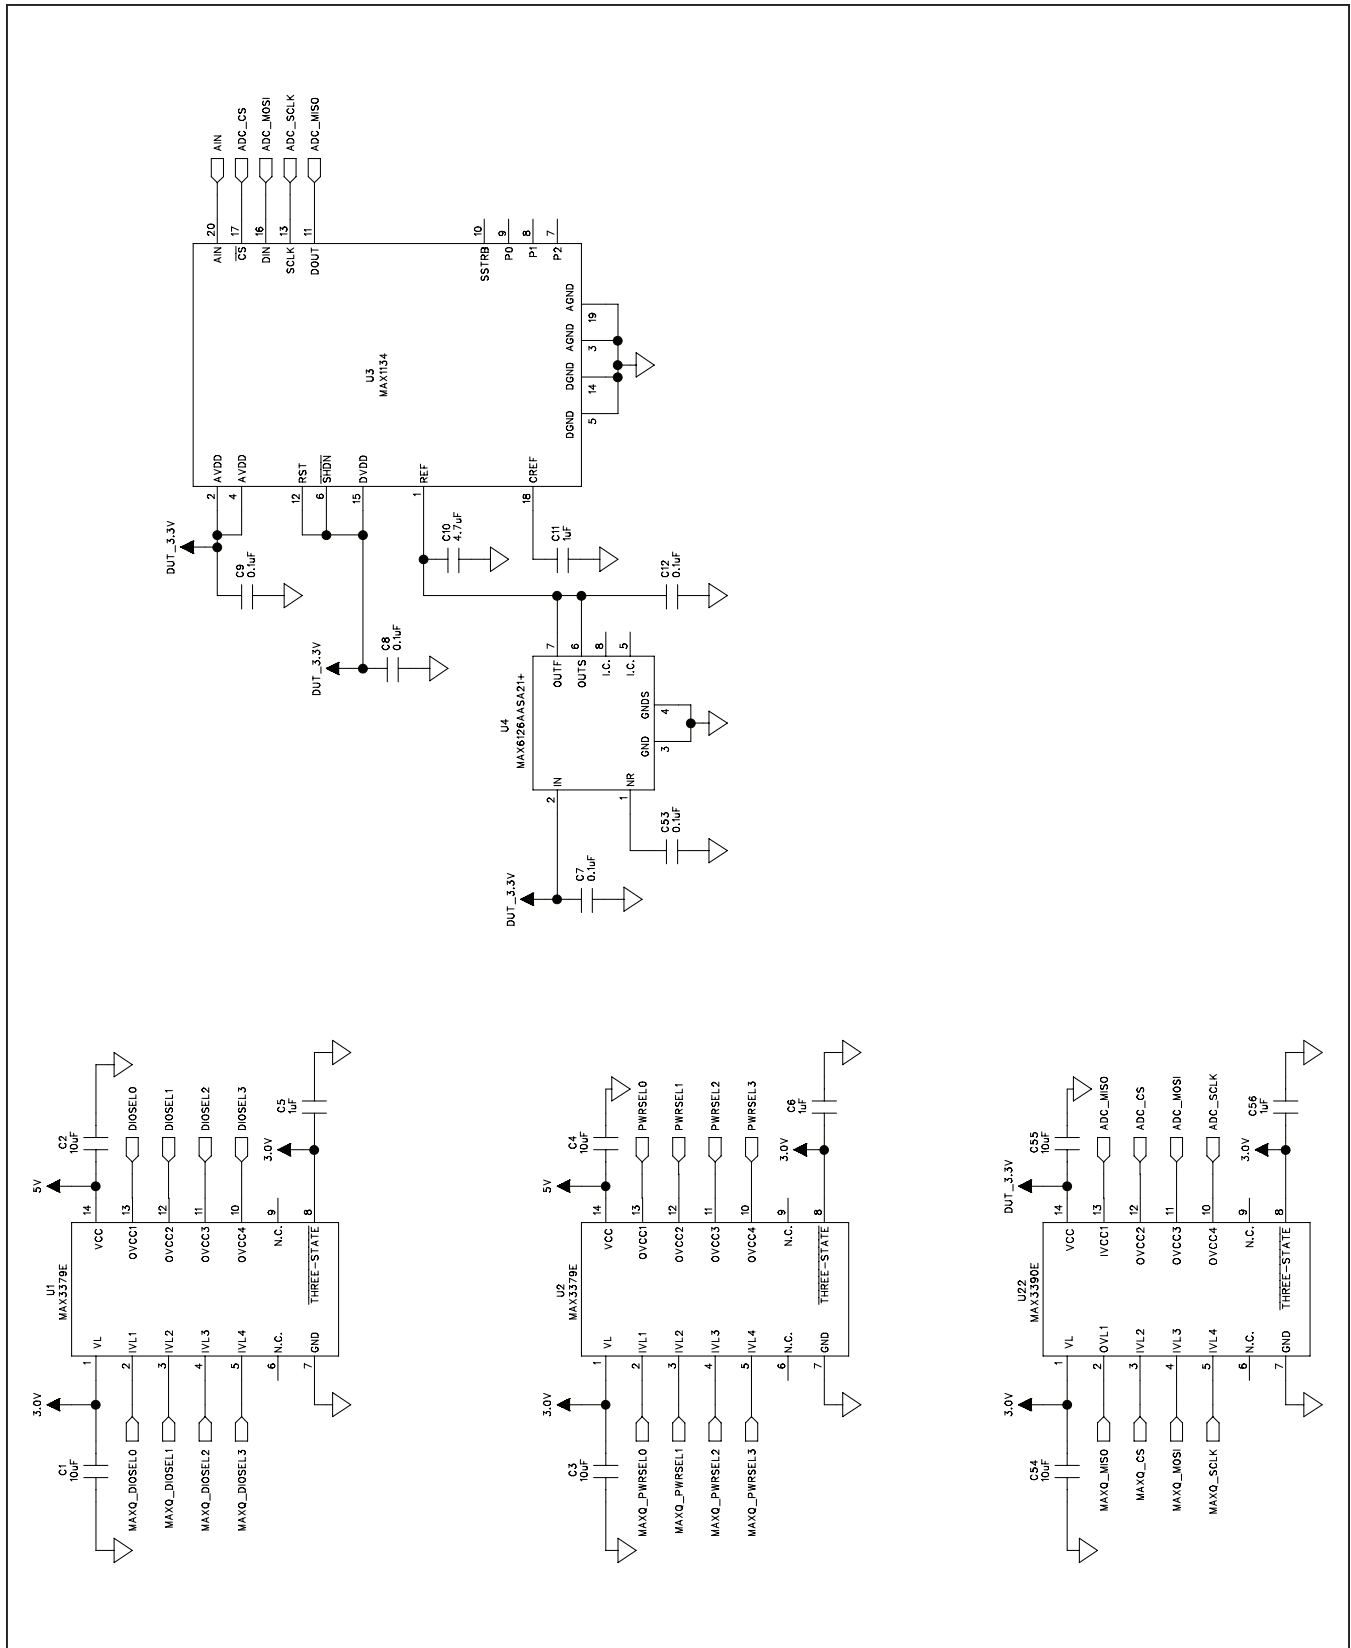 AIN
ADC_CS
ADC_MOSI
ADC_SCLK
ADC_MISO
20
17
16
13
11
10
9
8
7
AIN
CS
DIN
SCLK
DOUT
SSTRB
P0
P1
P2
U3
MAX1134
AGND
19
AGND
3
DGND
14
DGND
5
AVDD
AVDD
RST
SHDN
DVDD
REF
CREF
2
4
12
6
15
1
18
DUT_3.3V
C9
0.1uF
DUT_3.3V
C8
0.1uF
C10
4.7uF
C11
1uF
C12
0.1uF
7
6
8
5
OUTF
OUTS
I.C.
I.C.
U4
MAX6126AASA21+
GNDS
4
GND
3
IN
NR
2
1
C53
0.1uF
DUT_3.3V
C7
0.1uF
5V
C2
10uF
DIOSEL0
DIOSEL1
DIOSEL2
DIOSEL3
3.0V
C5
1uF
14
13
12
11
10
9
8
VCC
OVCC1
OVCC2
OVCC3
OVCC4
N.C.
THREE-STATE
U1
MAX3379E
VL
IVL1
IVL2
IVL3
IVL4
N.C.
GND
1
2
3
4
5
6
7
3.0V
C1
10uF
MAXQ_DIOSEL0
MAXQ_DIOSEL1
MAXQ_DIOSEL2
MAXQ_DIOSEL3
5V
C4
10uF
PWRSEL0
PWRSEL1
PWRSEL2
PWRSEL3
3.0V
C6
1uF
14
13
12
11
10
9
8
VCC
OVCC1
OVCC2
OVCC3
OVCC4
N.C.
THREE-STATE
U2
MAX3379E
VL
IVL1
IVL2
IVL3
IVL4
N.C.
GND
1
2
3
4
5
6
7
3.0V
C3
10uF
MAXQ_PWRSEL0
MAXQ_PWRSEL1
MAXQ_PWRSEL2
MAXQ_PWRSEL3
DUT_3.3V
C55
10uF
ADC_MISO
ADC_CS
ADC_MOSI
ADC_SCLK
3.0V
C56
1uF
14
13
12
11
10
9
8
VCC
IVCC1
OVCC2
OVCC3
OVCC4
N.C.
THREE-STATE
U22
MAX3390E
VL
OVL1
IVL2
IVL3
IVL4
N.C.
GND
1
2
3
4
5
6
7
3.0V
C54
10uF
MAXQ_MISO
MAXQ_CS
MAXQ_MOSI
MAXQ_SCLK